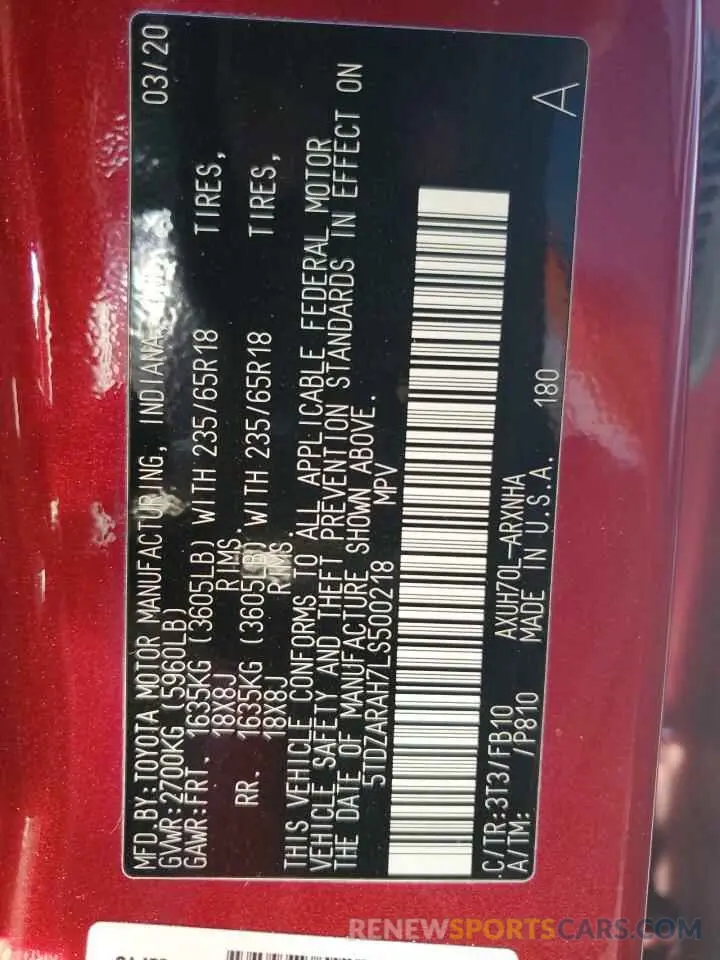 MFD.BY:TOYOTA MOTOR MANUFACTURING, INDIANA 03/20
GVWR:2700KG (5960LB)
GAWR:FRT. 1635KG (3605LB) WITH 235/65R18 TIRES,
18X8J RIMS.
RR. 1635KG (3605LB) WITH 235/65R18 TIRES,
18X8J RIMS.
THIS VEHICLE CONFORMS TO ALL APPLICABLE FEDERAL MOTOR
VEHICLE SAFETY AND THEFT PREVENTION STANDARDS IN EFFECT ON
THE DATE OF MANUFACTURE SHOWN ABOVE.
5TDZARAH7LS500218 MPV
C/TR:3T3/FB10 AXUH70L-ARXNHA 180
A/TM: /P810 MADE IN U.S.A.
A
RENEWSPORTSCARS.COM